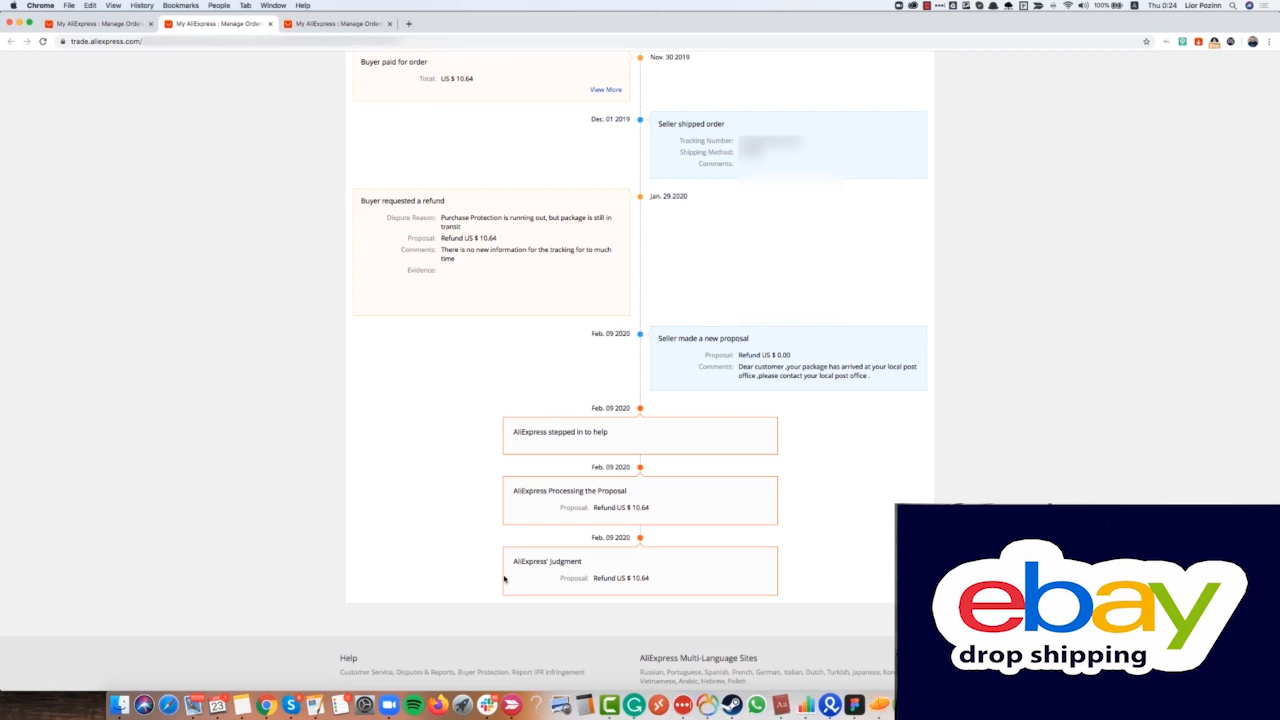 Chrome File Edit View History Bookmarks People Tab Window Help
100% Thu 0:24 Lior Pozinn
My AliExpress : Manage Order
My AliExpress : Manage Order
My AliExpress : Manage Order
trade.aliexpress.com/
Nov. 30 2019
Buyer paid for order
Total: US $ 10.64
View More
Dec. 01 2019
Seller shipped order
Tracking Number:
Shipping Method:
Comments:
Jan. 29 2020
Buyer requested a refund
Dispute Reason: Purchase Protection is running out, but package is still in
transit
Proposal: Refund US $ 10.64
Comments: There is no new information for the tracking for to much
time
Evidence:
Feb. 09 2020
Seller made a new proposal
Proposal: Refund US $ 0.00
Comments: Dear customer ,your package has arrived at your local post
office ,please contact your local post office .
Feb. 09 2020
AliExpress stepped in to help
Feb. 09 2020
AliExpress Processing the Proposal
Proposal: Refund US $ 10.64
Feb. 09 2020
AliExpress' Judgment
Proposal: Refund US $ 10.64
Help
Customer Service, Disputes & Reports, Buyer Protection, Report IPR infringement
AliExpress Multi-Language Sites
Russian, Portuguese, Spanish, French, German, Italian, Dutch, Turkish, Japanese,
Vietnamese, Arabic, Hebrew, Polish
ebay
drop shipping